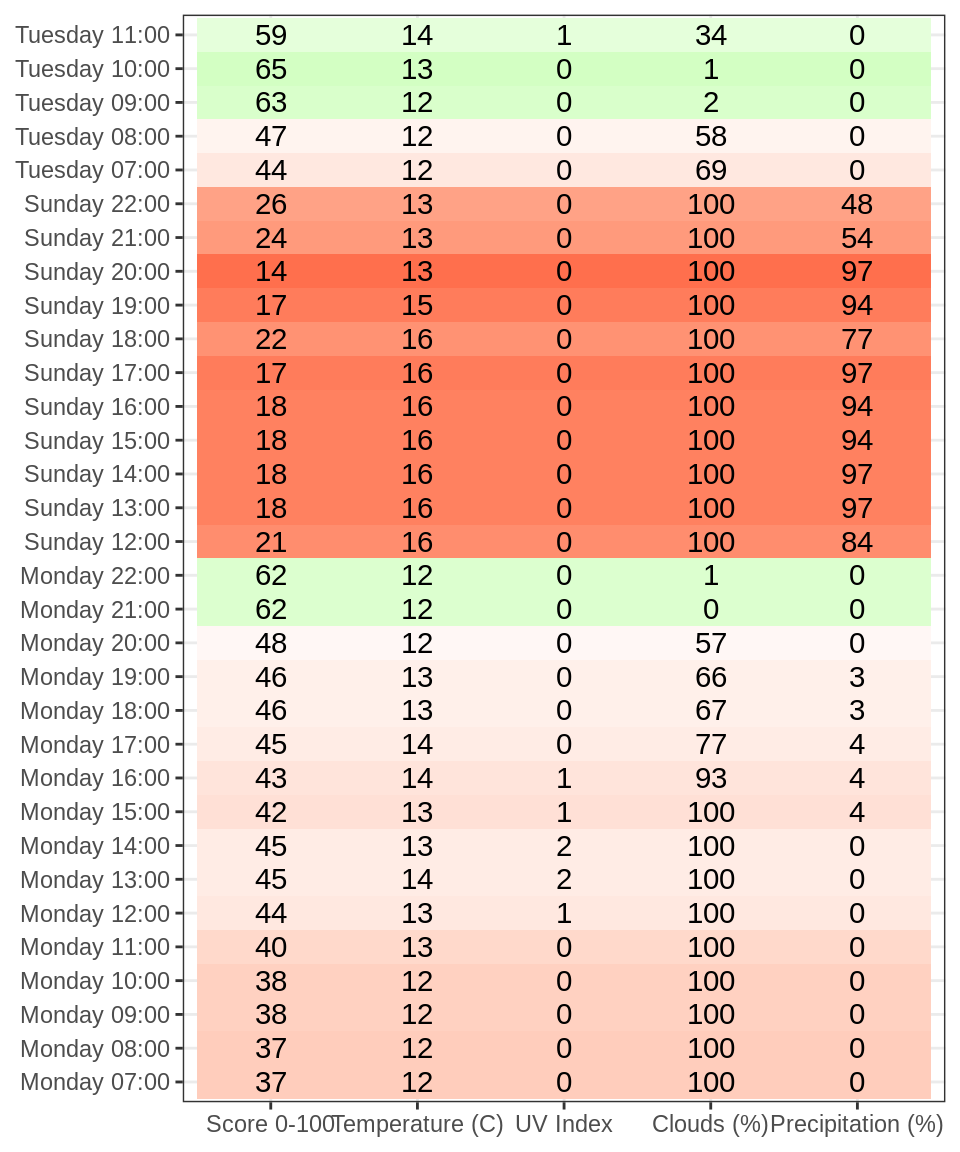 Tuesday 11:00 59 14 1 34 0
Tuesday 10:00 65 13 0 1 0
Tuesday 09:00 63 12 0 2 0
Tuesday 08:00 47 12 0 58 0
Tuesday 07:00 44 12 0 69 0
Sunday 22:00 26 13 0 100 48
Sunday 21:00 24 13 0 100 54
Sunday 20:00 14 13 0 100 97
Sunday 19:00 17 15 0 100 94
Sunday 18:00 22 16 0 100 77
Sunday 17:00 17 16 0 100 97
Sunday 16:00 18 16 0 100 94
Sunday 15:00 18 16 0 100 94
Sunday 14:00 18 16 0 100 97
Sunday 13:00 18 16 0 100 97
Sunday 12:00 21 16 0 100 84
Monday 22:00 62 12 0 1 0
Monday 21:00 62 12 0 0 0
Monday 20:00 48 12 0 57 0
Monday 19:00 46 13 0 66 3
Monday 18:00 46 13 0 67 3
Monday 17:00 45 14 0 77 4
Monday 16:00 43 14 1 93 4
Monday 15:00 42 13 1 100 4
Monday 14:00 45 13 2 100 0
Monday 13:00 45 14 2 100 0
Monday 12:00 44 13 1 100 0
Monday 11:00 40 13 0 100 0
Monday 10:00 38 12 0 100 0
Monday 09:00 38 12 0 100 0
Monday 08:00 37 12 0 100 0
Monday 07:00 37 12 0 100 0
Score 0-100 Temperature (C) UV Index Clouds (%) Precipitation (%)